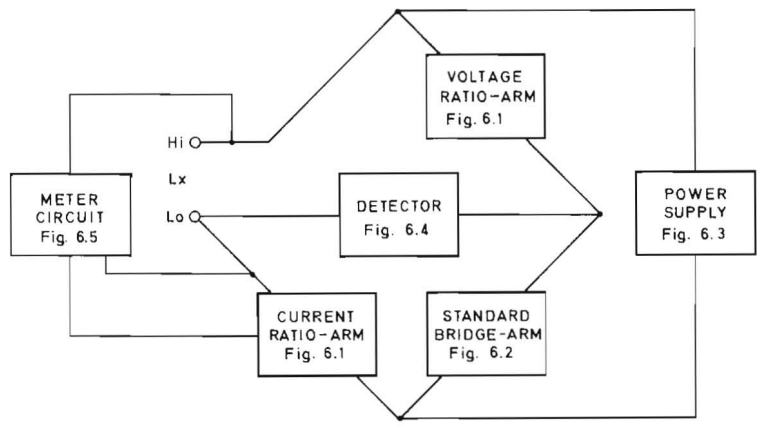 VOLTAGE
RATIO-ARM
Fig. 6.1
Hi
Lx
Lo
METER
CIRCUIT
Fig. 6.5
DETECTOR
Fig. 6.4
POWER
SUPPLY
Fig. 6.3
CURRENT
RATIO-ARM
Fig. 6.1
STANDARD
BRIDGE-ARM
Fig. 6.2